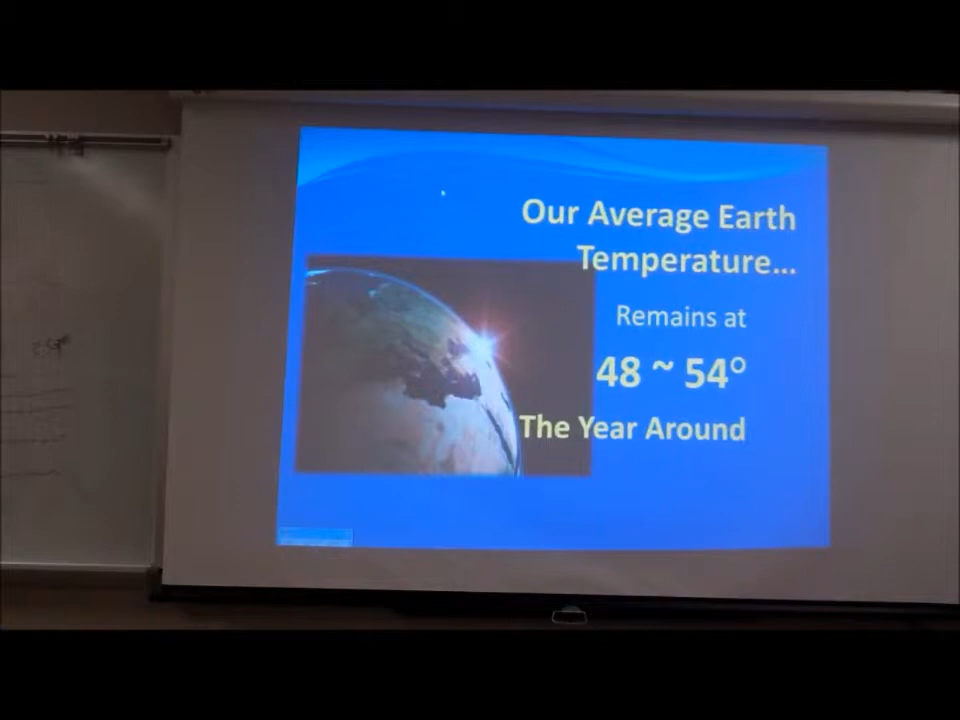 Our Average Earth
Temperature...
Remains at
48 ~ 54°
The Year Around